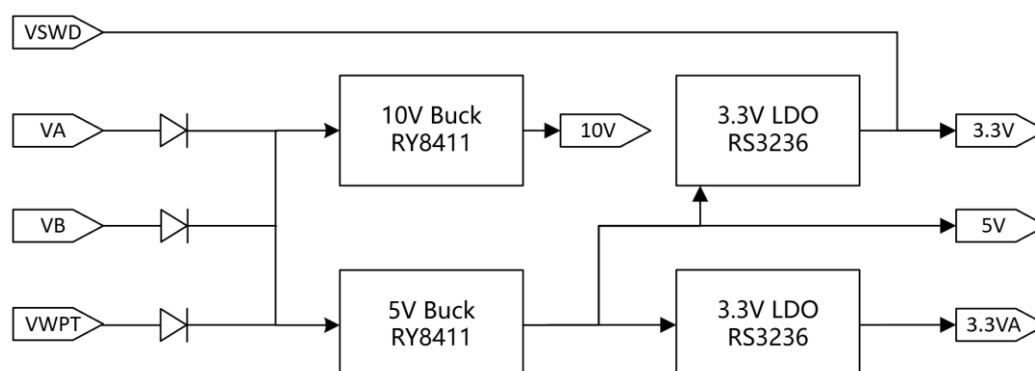 VSWD
VA
10V Buck
RY8411
10V
3.3V LDO
RS3236
3.3V
VB
5V
VWPT
5V Buck
RY8411
3.3V LDO
RS3236
3.3VA